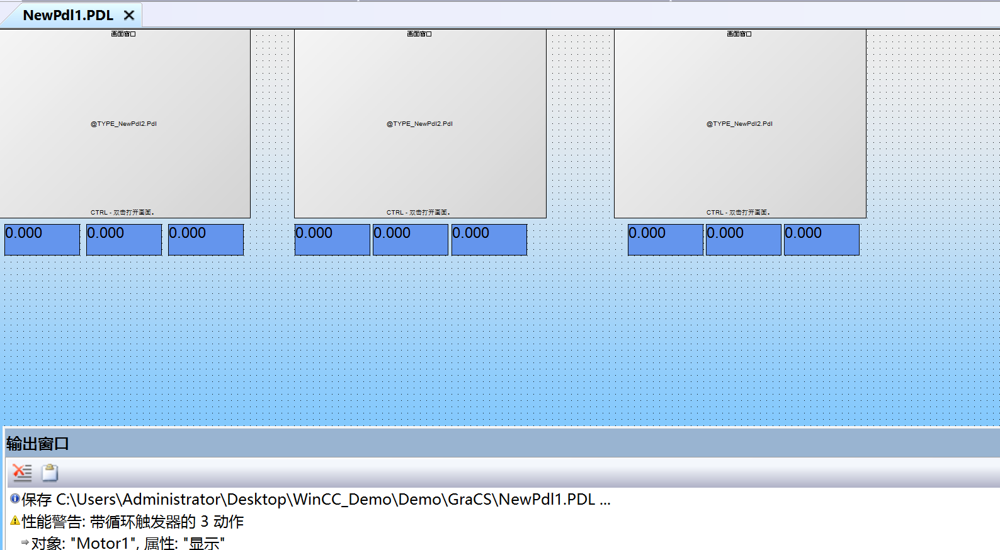 NewPdl1.PDL
画面窗口 画面窗口 画面窗口
@TYPE_NewPdl2.Pdl @TYPE_NewPdl2.Pdl @TYPE_NewPdl2.Pdl
CTRL - 双击打开画面。 CTRL - 双击打开画面。 CTRL - 双击打开画面。
0.000 0.000 0.000 0.000 0.000 0.000 0.000 0.000 0.000
输出窗口
保存 C:\Users\Administrator\Desktop\WinCC_Demo\Demo\GraCS\NewPdl1.PDL ...
性能警告: 带循环触发器的 3 动作
对象: "Motor1", 属性: "显示"